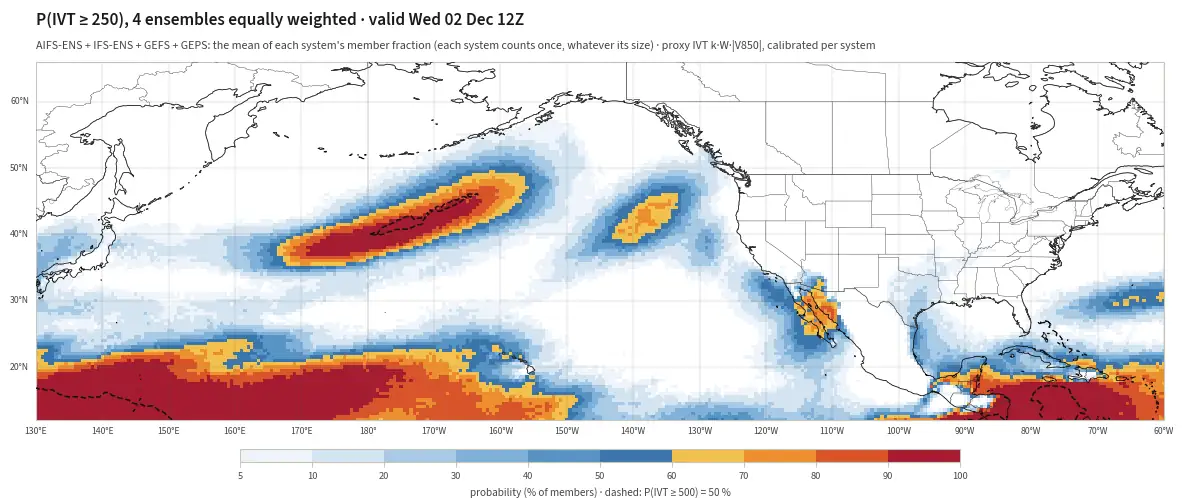 P(IVT ≥ 250), 4 ensembles equally weighted · valid Wed 02 Dec 12Z
AIFS-ENS + IFS-ENS + GEFS + GEPS: the mean of each system's member fraction (each system counts once, whatever its size) · proxy IVT k·W·|V850|, calibrated per system
60°N
50°N
40°N
30°N
20°N
130°E 140°E 150°E 160°E 170°E 180° 170°W 160°W 150°W 140°W 130°W 120°W 110°W 100°W 90°W 80°W 70°W 60°W
5 10 20 30 40 50 60 70 80 90 100
probability (% of members) · dashed: P(IVT ≥ 500) = 50 %